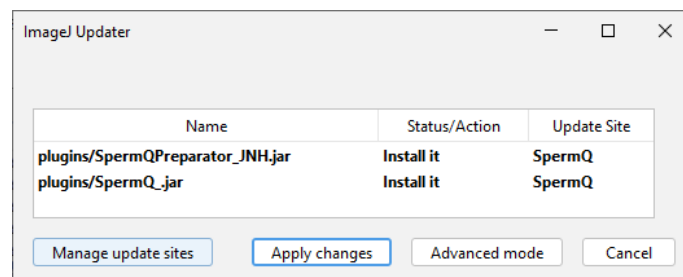 ImageJ Updater
Name Status/Action Update Site
plugins/SpermQPreparator_JNH.jar Install it SpermQ
plugins/SpermQ_.jar Install it SpermQ
Manage update sites Apply changes Advanced mode Cancel